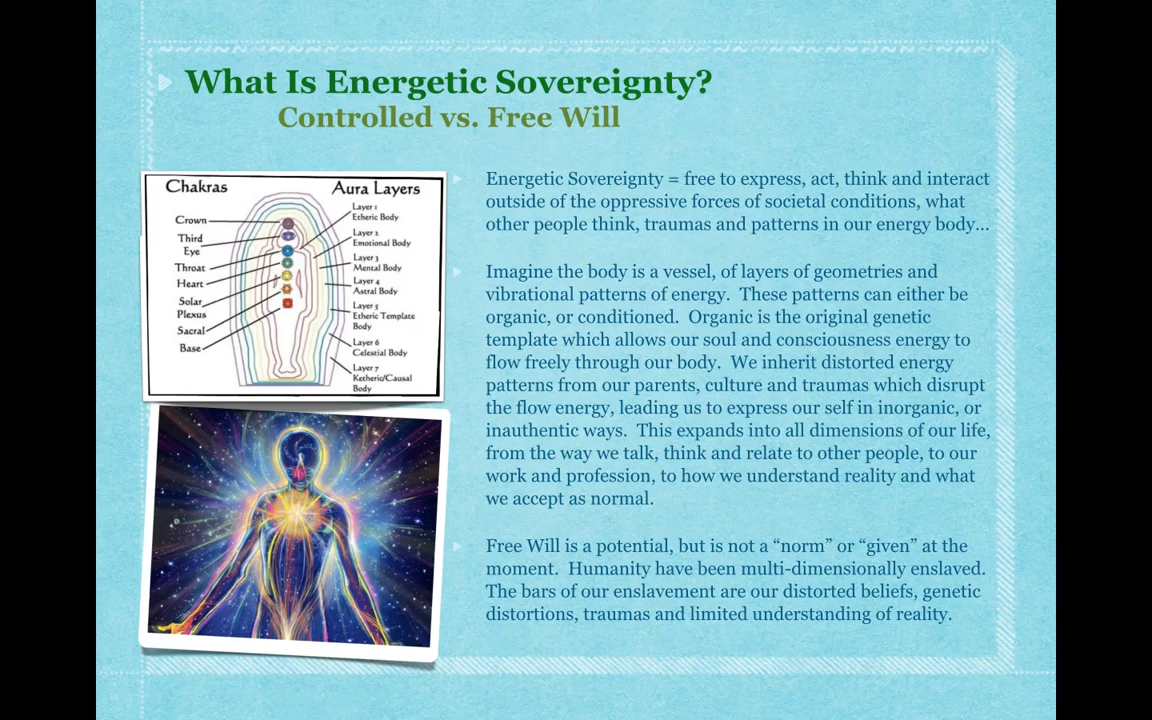 What Is Energetic Sovereignty?
Controlled vs. Free Will
Chakras
Aura Layers
Crown
Third
Eye
Throat
Heart
Solar
Plexus
Sacral
Base
Layer 1
Etheric Body
Layer 2
Emotional Body
Layer 3
Mental Body
Layer 4
Astral Body
Layer 5
Etheric Template
Body
Layer 6
Celestial Body
Layer 7
Ketheric/Causal
Body
Energetic Sovereignty = free to express, act, think and interact
outside of the oppressive forces of societal conditions, what
other people think, traumas and patterns in our energy body...
Imagine the body is a vessel, of layers of geometries and
vibrational patterns of energy.  These patterns can either be
organic, or conditioned.  Organic is the original genetic
template which allows our soul and consciousness energy to
flow freely through our body.  We inherit distorted energy
patterns from our parents, culture and traumas which disrupt
the flow energy, leading us to express our self in inorganic, or
inauthentic ways.  This expands into all dimensions of our life,
from the way we talk, think and relate to other people, to our
work and profession, to how we understand reality and what
we accept as normal.
Free Will is a potential, but is not a “norm” or “given” at the
moment.  Humanity have been multi-dimensionally enslaved.
The bars of our enslavement are our distorted beliefs, genetic
distortions, traumas and limited understanding of reality.